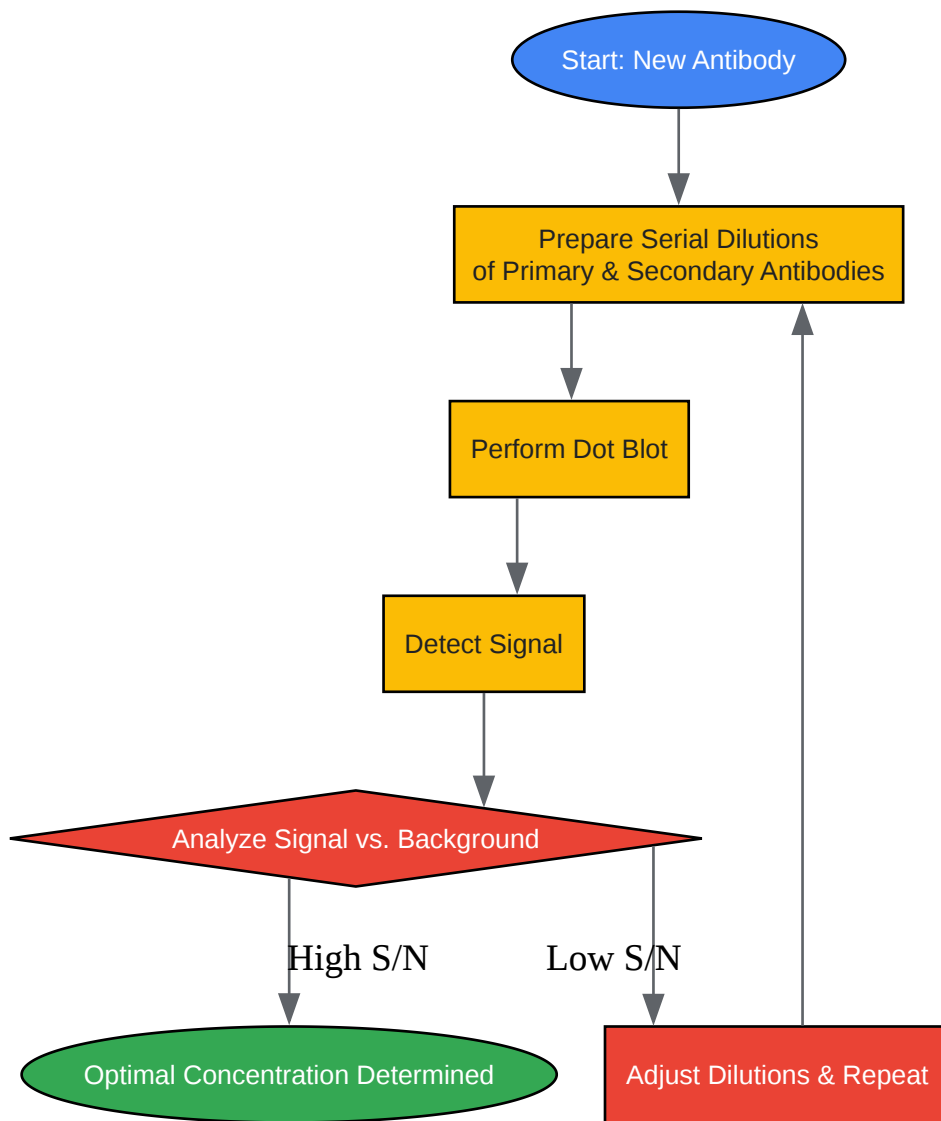 Start: New Antibody
Prepare Serial Dilutions
of Primary & Secondary Antibodies
Perform Dot Blot
Detect Signal
Analyze Signal vs. Background
High S/N
Low S/N
Optimal Concentration Determined
Adjust Dilutions & Repeat